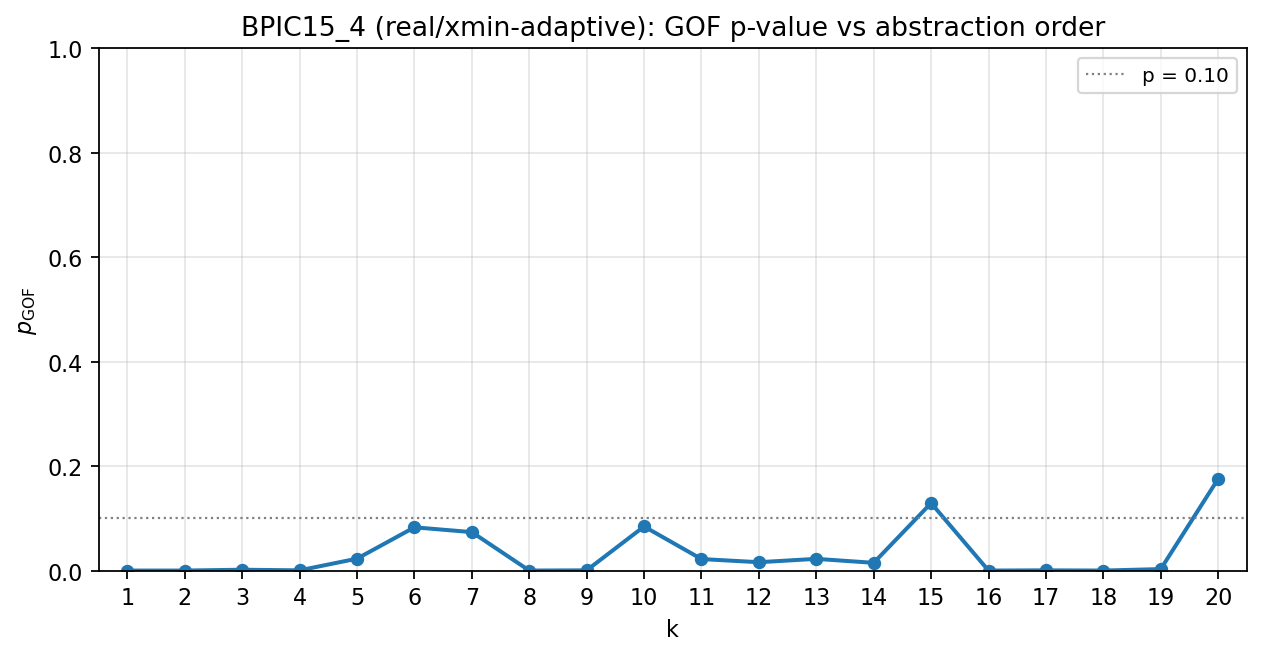 BPIC15_4 (real/xmin-adaptive): GOF p-value vs abstraction order
p = 0.10
1.0
0.8
0.6
0.4
0.2
0.0
pGOF
1 2 3 4 5 6 7 8 9 10 11 12 13 14 15 16 17 18 19 20
k